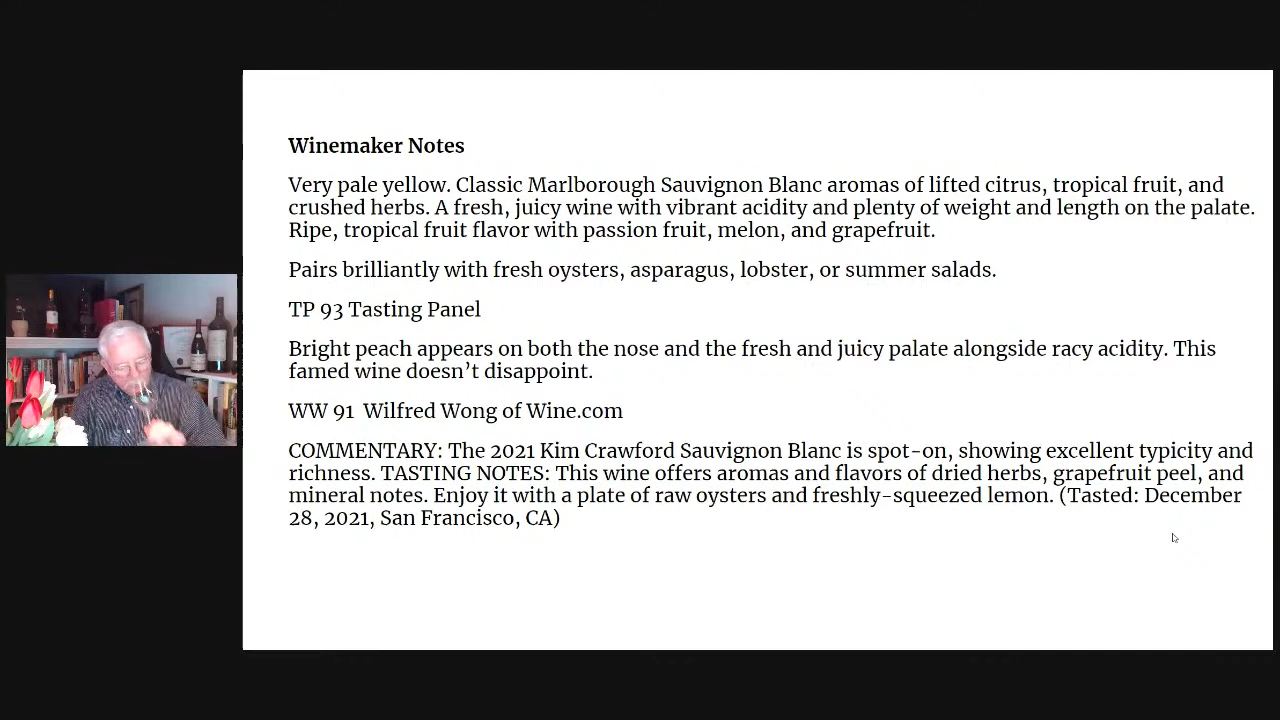 Winemaker Notes
Very pale yellow. Classic Marlborough Sauvignon Blanc aromas of lifted citrus, tropical fruit, and
crushed herbs. A fresh, juicy wine with vibrant acidity and plenty of weight and length on the palate.
Ripe, tropical fruit flavor with passion fruit, melon, and grapefruit.
Pairs brilliantly with fresh oysters, asparagus, lobster, or summer salads.
TP 93 Tasting Panel
Bright peach appears on both the nose and the fresh and juicy palate alongside racy acidity. This
famed wine doesn’t disappoint.
WW 91  Wilfred Wong of Wine.com
COMMENTARY: The 2021 Kim Crawford Sauvignon Blanc is spot-on, showing excellent typicity and
richness. TASTING NOTES: This wine offers aromas and flavors of dried herbs, grapefruit peel, and
mineral notes. Enjoy it with a plate of raw oysters and freshly-squeezed lemon. (Tasted: December
28, 2021, San Francisco, CA)